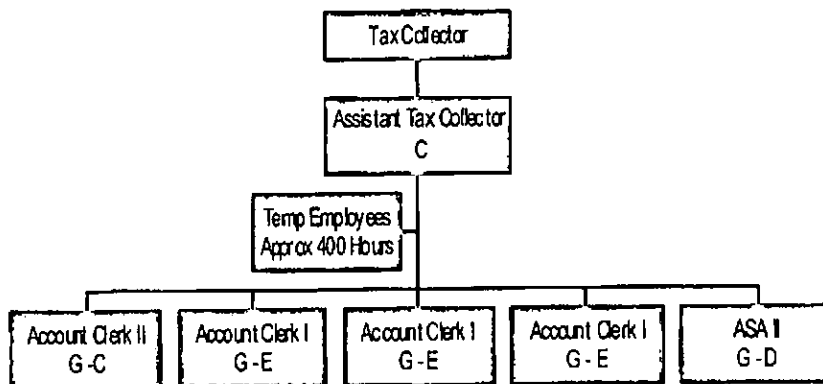 Tax Collector
Assistant Tax Collector
C
Temp Employees
Approx 400 Hours
Account Clerk II
G - C
Account Clerk I
G - E
Account Clerk I
G - E
Account Clerk I
G - E
ASA II
G - D